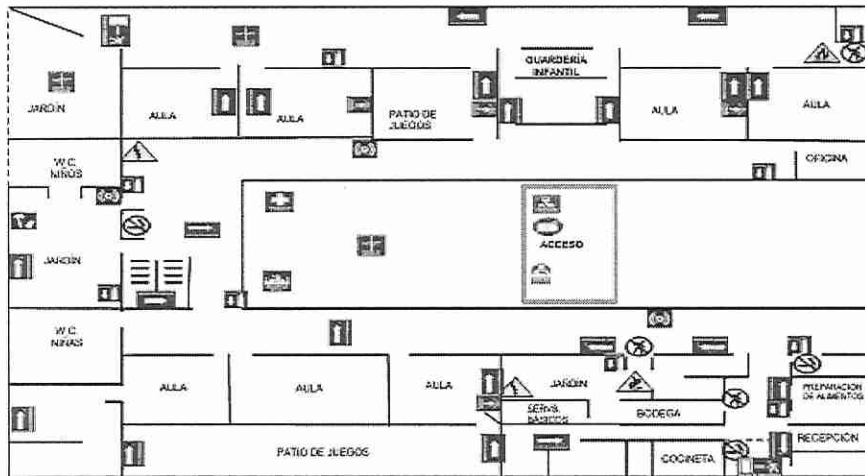 GUARDERÍA
INFANTIL
JARDÍN
AULA
AULA
PATIO DE
JUEGOS
AULA
AULA
W.C.
NIÑOS
OFICINA
ACCESO
JARDÍN
W.C.
NIÑAS
AULA
AULA
AULA
JARDÍN
PREPARACIÓN
DE ALIMENTOS
SERVS.
BÁSICOS
BODEGA
RECEPCIÓN
PATIO DE JUEGOS
COCINETA